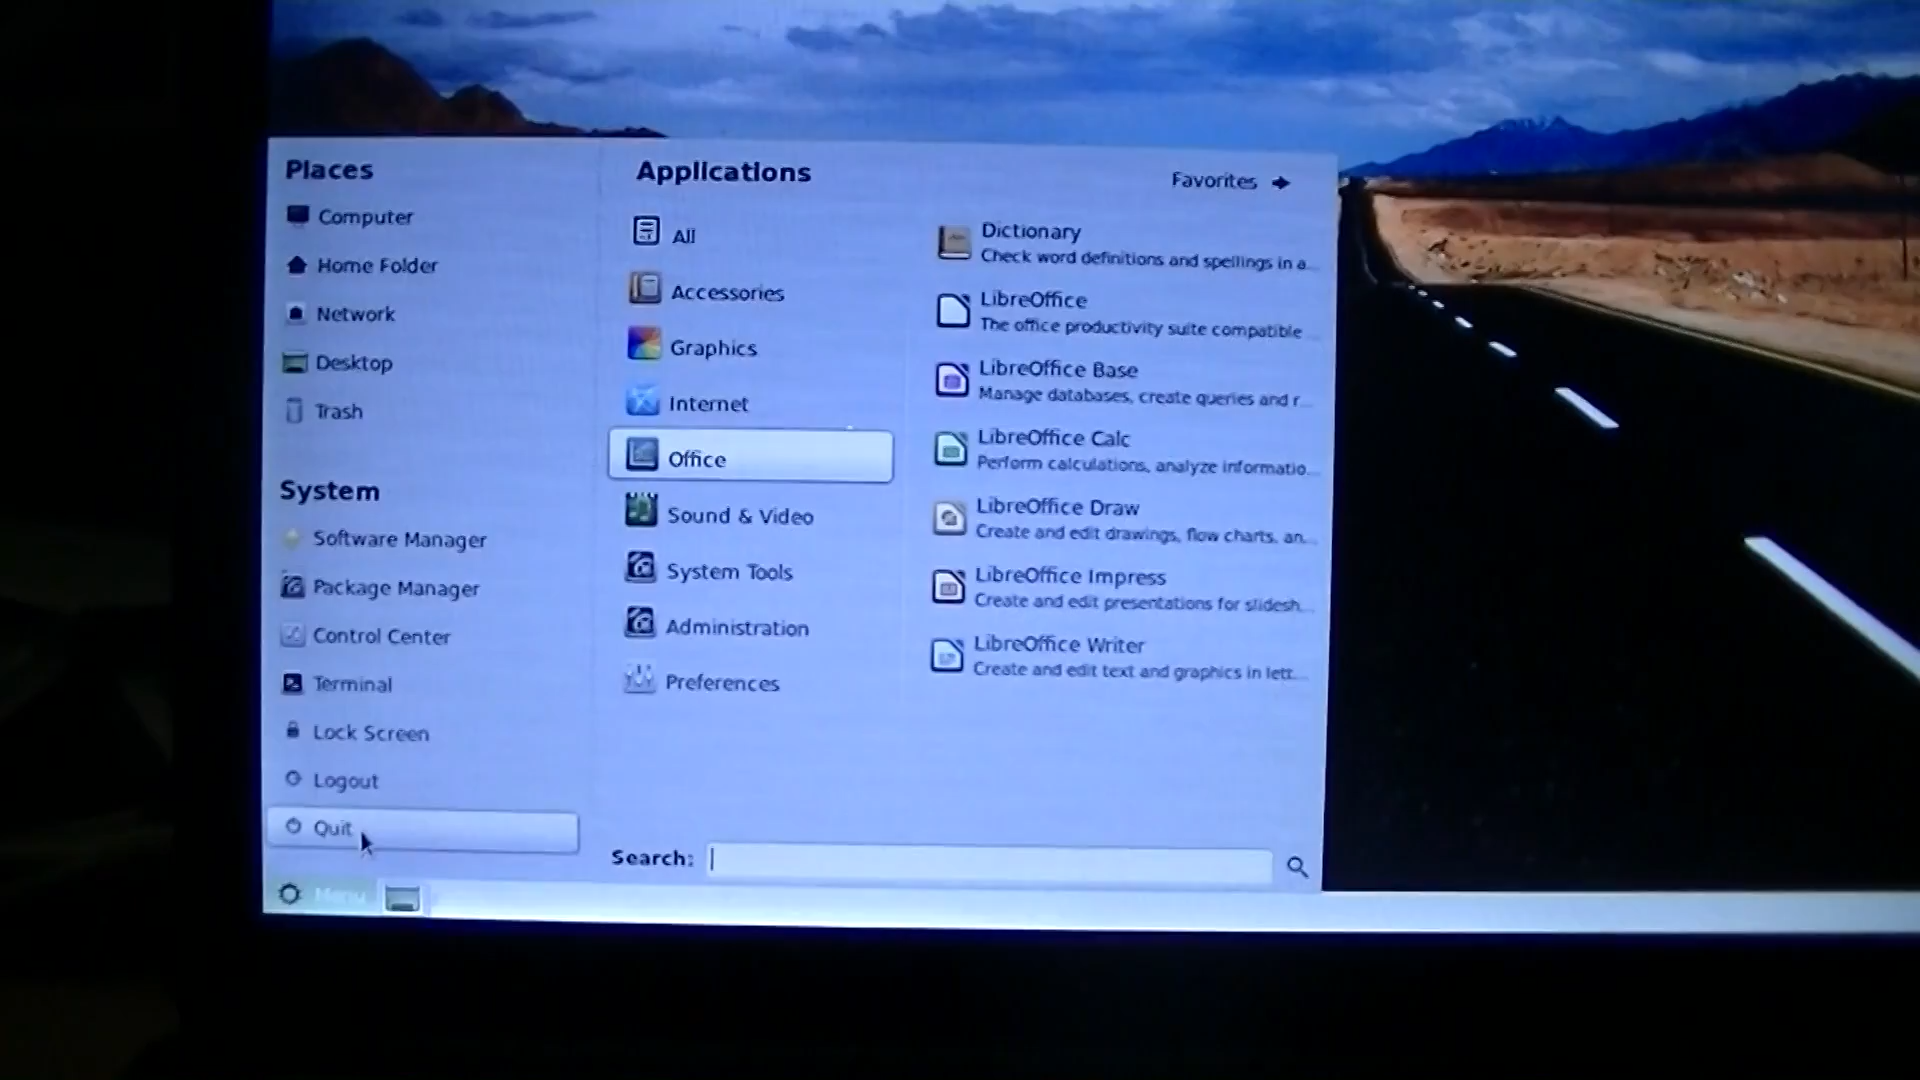 Places
Computer
Home Folder
Network
Desktop
Trash
System
Software Manager
Package Manager
Control Center
Terminal
Lock Screen
Logout
Quit
Menu
Applications
Favorites
All
Accessories
Graphics
Internet
Office
Sound & Video
System Tools
Administration
Preferences
Dictionary
Check word definitions and spellings in a...
LibreOffice
The office productivity suite compatible ...
LibreOffice Base
Manage databases, create queries and r...
LibreOffice Calc
Perform calculations, analyze informatio...
LibreOffice Draw
Create and edit drawings, flow charts, an...
LibreOffice Impress
Create and edit presentations for slidesh...
LibreOffice Writer
Create and edit text and graphics in lett...
Search: